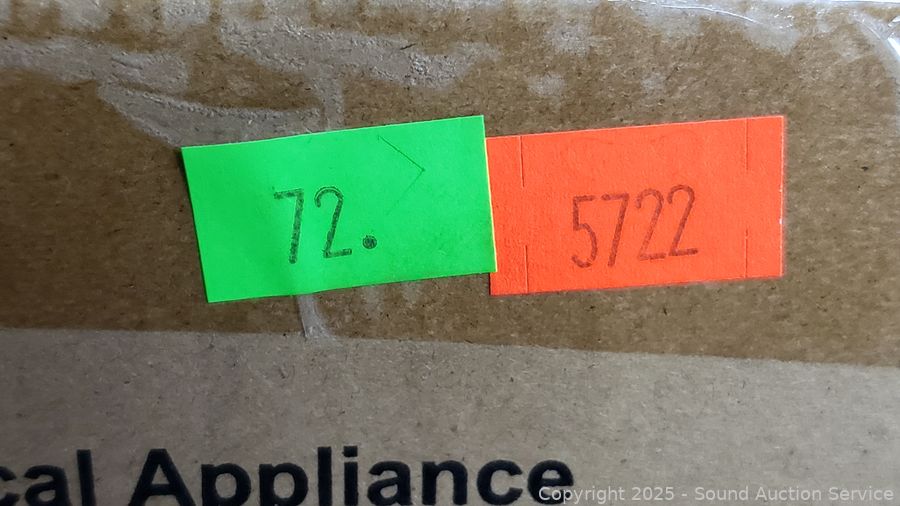 72.
5722
cal Appliance
Copyright 2025 - Sound Auction Service